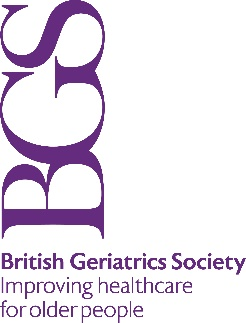 BGS
British Geriatrics Society
Improving healthcare
for older people